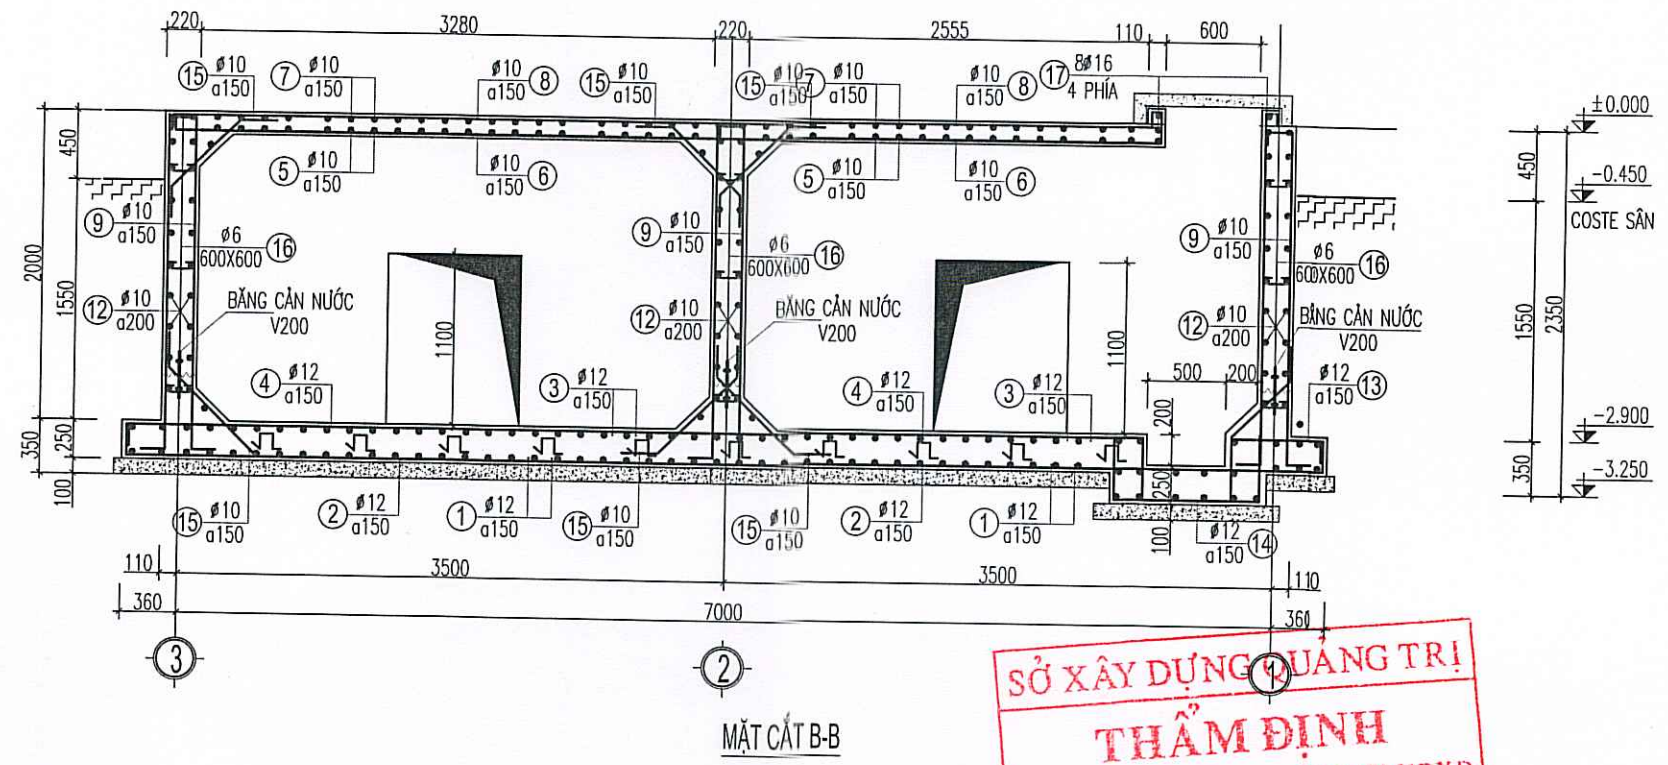 220 3280 220 2555 110 600
15 ø10 a150 7 ø10 a150 ø10 a150 8 15 ø10 a150 15 ø10 a150 7 ø10 a150 ø10 a150 8 17 8ø16 4 PHÍA
±0.000
450 450
5 ø10 a150 ø10 a150 6 5 ø10 a150 ø10 a150 6
-0.450
COSTE SÂN
9 ø10 a150 9 ø10 a150 9 ø10 a150
ø6 600X600 16 ø6 600X600 16 ø6 600X600 16
2000 1550 1550 2350
12 ø10 a200 12 ø10 a200 12 ø10 a200
BĂNG CẢN NƯỚC V200 BĂNG CẢN NƯỚC V200 BĂNG CẢN NƯỚC V200
1100 1100
500 200
4 ø12 a150 3 ø12 a150 4 ø12 a150 3 ø12 a150 ø12 a150 13
200
-2.900
350 250 250 350
-3.250
100 100
15 ø10 a150 2 ø12 a150 1 ø12 a150 15 ø10 a150 15 ø10 a150 2 ø12 a150 1 ø12 a150 ø12 a150 14
110 3500 3500 110
360 7000 360
3 2 1
MẶT CẮT B-B
SỞ XÂY DỰNG QUẢNG TRỊ
THẨM ĐỊNH